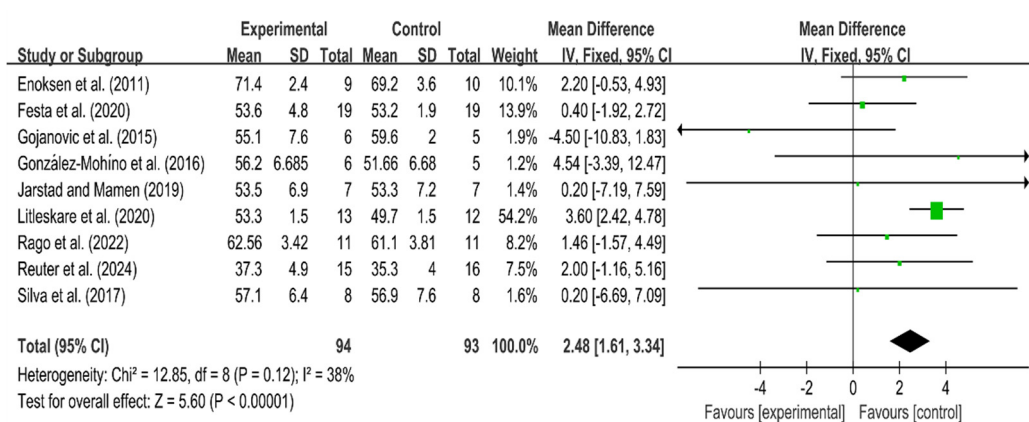 Experimental Control Mean Difference Mean Difference
Study or Subgroup Mean SD Total Mean SD Total Weight IV, Fixed, 95% CI IV, Fixed, 95% CI
Enoksen et al. (2011) 71.4 2.4 9 69.2 3.6 10 10.1% 2.20 [-0.53, 4.93]
Festa et al. (2020) 53.6 4.8 19 53.2 1.9 19 13.9% 0.40 [-1.92, 2.72]
Gojanovic et al. (2015) 55.1 7.6 6 59.6 2 5 1.9% -4.50 [-10.83, 1.83]
González-Mohíno et al. (2016) 56.2 6.685 6 51.66 6.68 5 1.2% 4.54 [-3.39, 12.47]
Jarstad and Mamen (2019) 53.5 6.9 7 53.3 7.2 7 1.4% 0.20 [-7.19, 7.59]
Litleskare et al. (2020) 53.3 1.5 13 49.7 1.5 12 54.2% 3.60 [2.42, 4.78]
Rago et al. (2022) 62.56 3.42 11 61.1 3.81 11 8.2% 1.46 [-1.57, 4.49]
Reuter et al. (2024) 37.3 4.9 15 35.3 4 16 7.5% 2.00 [-1.16, 5.16]
Silva et al. (2017) 57.1 6.4 8 56.9 7.6 8 1.6% 0.20 [-6.69, 7.09]
Total (95% CI) 94 93 100.0% 2.48 [1.61, 3.34]
Heterogeneity: Chi² = 12.85, df = 8 (P = 0.12); I² = 38%
Test for overall effect: Z = 5.60 (P < 0.00001)
-4 -2 0 2 4
Favours [experimental] Favours [control]